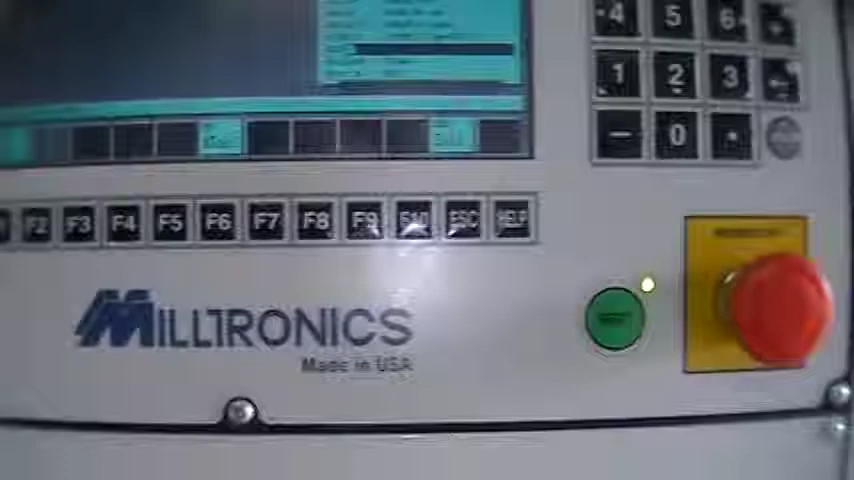 4 5 6
1 2 3
— 0 .
F2 F3 F4 F5 F6 F7 F8 F9 F10 ESC HELP
MILLTRONICS
Made in USA